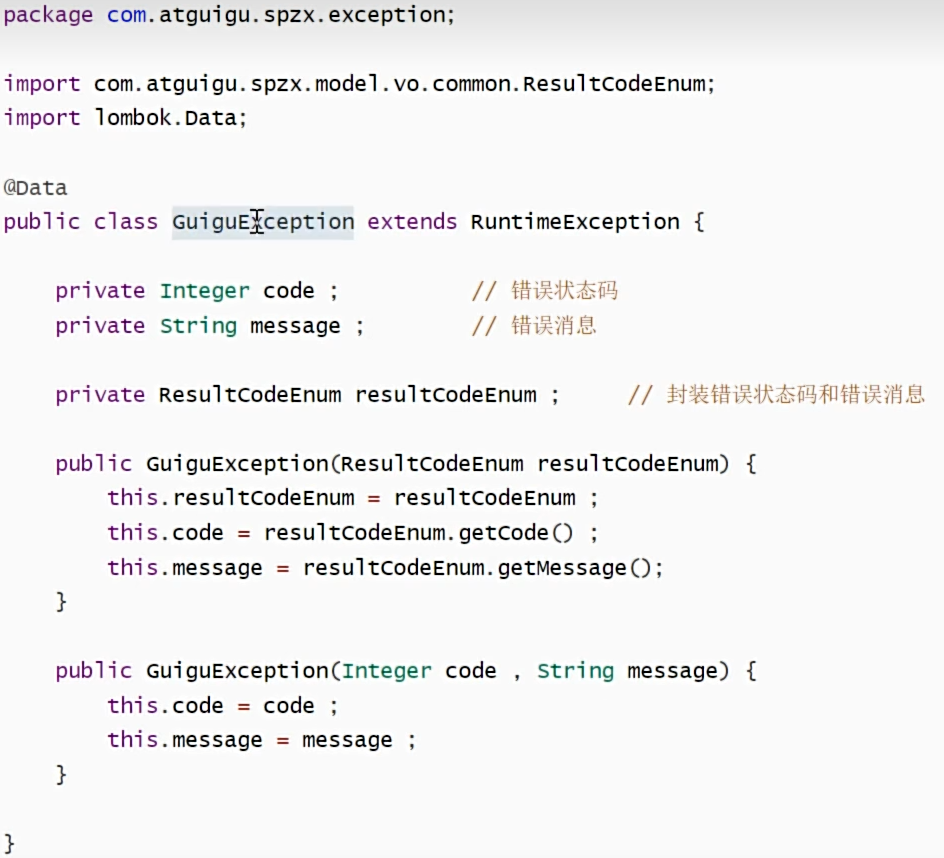 package com.atguigu.spzx.exception;
import com.atguigu.spzx.model.vo.common.ResultCodeEnum;
import lombok.Data;
@Data
public class GuiguException extends RuntimeException {
private Integer code ; // 错误状态码
private String message ; // 错误消息
private ResultCodeEnum resultCodeEnum ; // 封装错误状态码和错误消息
public GuiguException(ResultCodeEnum resultCodeEnum) {
this.resultCodeEnum = resultCodeEnum ;
this.code = resultCodeEnum.getCode() ;
this.message = resultCodeEnum.getMessage();
}
public GuiguException(Integer code , String message) {
this.code = code ;
this.message = message ;
}
}